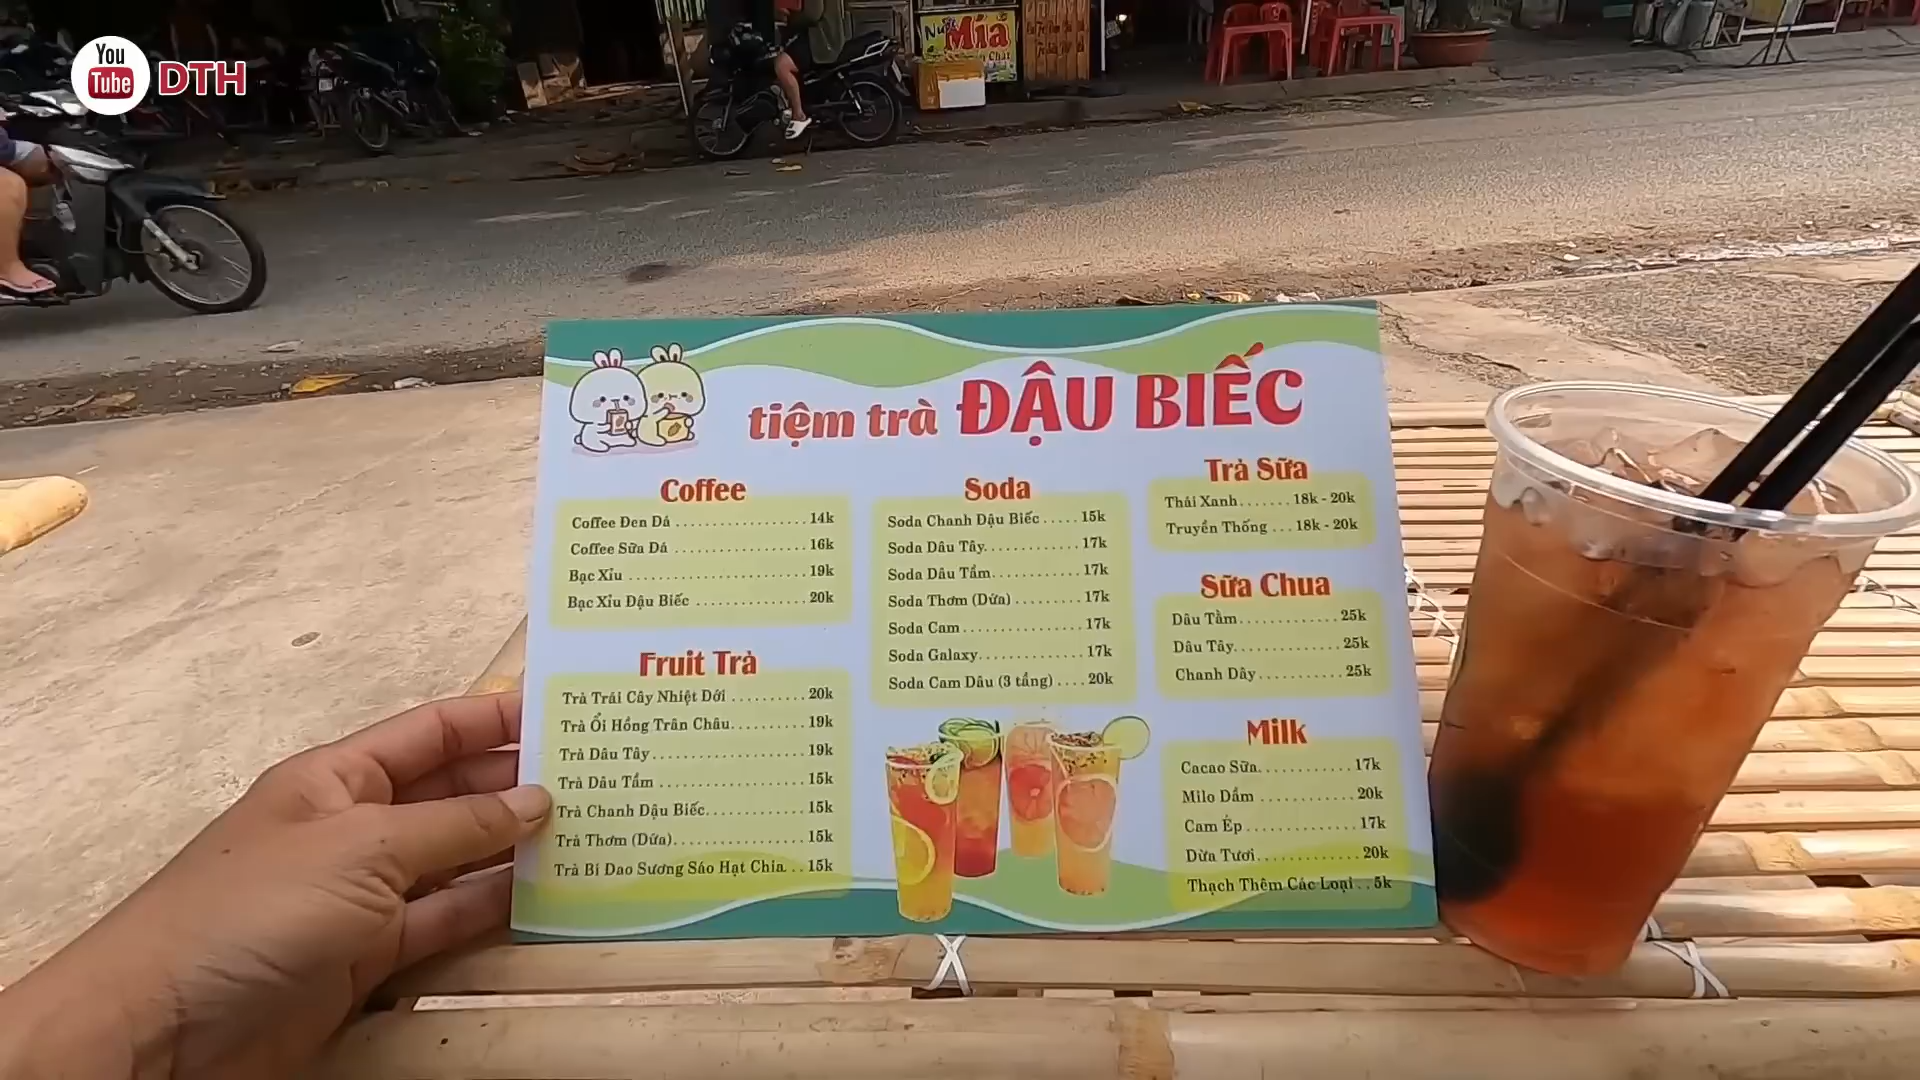 You
Tube DTH
Nước
Mía
tiệm trà ĐẬU BIẾC
Coffee
Coffee Đen Đá ................. 14k
Coffee Sữa Đá ................. 16k
Bạc Xỉu ....................... 19k
Bạc Xỉu Đậu Biếc .............. 20k
Fruit Trà
Trà Trái Cây Nhiệt Đới ......... 20k
Trà Ổi Hồng Trân Châu......... 19k
Trà Dâu Tây................... 19k
Trà Dâu Tầm .................. 15k
Trà Chanh Đậu Biếc............ 15k
Trà Thơm (Dứa)................ 15k
Trà Bí Dao Sương Sáo Hạt Chia . . 15k
Soda
Soda Chanh Đậu Biếc ..... 15k
Soda Dâu Tây............ 17k
Soda Dâu Tầm............ 17k
Soda Thơm (Dứa) ......... 17k
Soda Cam................ 17k
Soda Galaxy............. 17k
Soda Cam Dâu (3 tầng) .... 20k
Trà Sữa
Thái Xanh....... 18k - 20k
Truyền Thống ... 18k - 20k
Sữa Chua
Dâu Tằm............. 25k
Dâu Tây............. 25k
Chanh Dây........... 25k
Milk
Cacao Sữa............ 17k
Milo Dầm ............ 20k
Cam Ép .............. 17k
Dừa Tươi............. 20k
Thạch Thêm Các Loại . . 5k